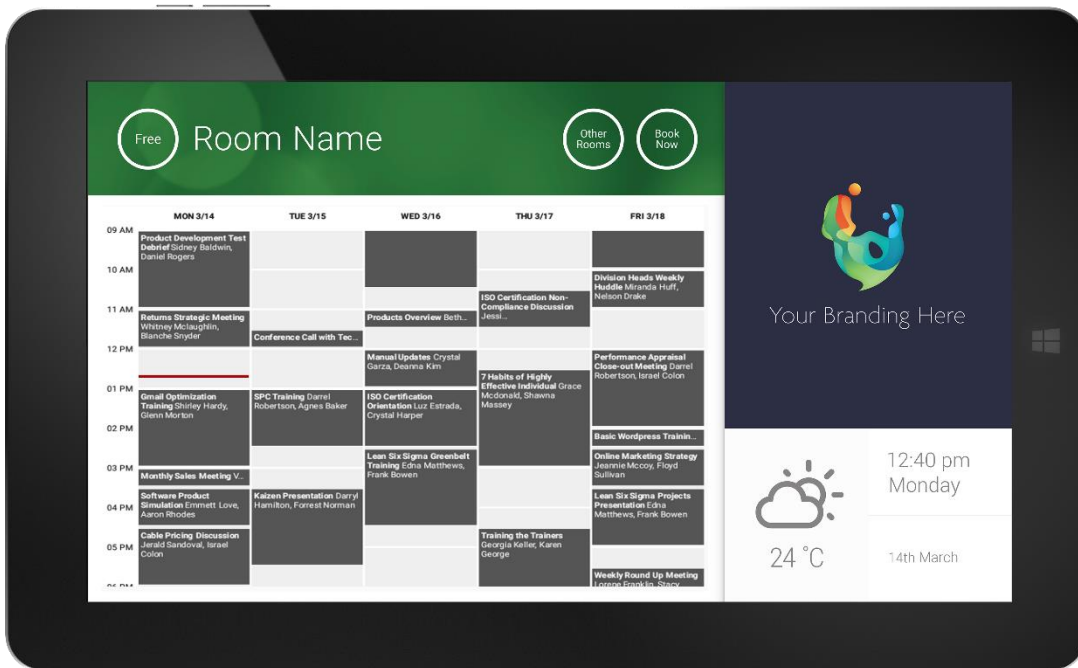 Free
Room Name
Other
Rooms
Book
Now
MON 3/14
TUE 3/15
WED 3/16
THU 3/17
FRI 3/18
09 AM
10 AM
11 AM
12 PM
01 PM
02 PM
03 PM
04 PM
05 PM
06 PM
Product Development Test
Debrief Sidney Baldwin,
Daniel Rogers
Returns Strategic Meeting
Whitney Mclaughlin,
Blanche Snyder
Gmail Optimization
Training Shirley Hardy,
Glenn Morton
Monthly Sales Meeting V...
Software Product
Simulation Emmett Love,
Aaron Rhodes
Cable Pricing Discussion
Jerald Sandoval, Israel
Colon
Conference Call with Tec...
SPC Training Darrel
Robertson, Agnes Baker
Kaizen Presentation Darryl
Hamilton, Forrest Norman
Products Overview Beth...
Manual Updates Crystal
Garza, Deanna Kim
ISO Certification
Orientation Luz Estrada,
Crystal Harper
Lean Six Sigma Greenbelt
Training Edna Matthews,
Frank Bowen
ISO Certification Non-
Compliance Discussion
Jessi...
7 Habits of Highly
Effective Individual Grace
Mcdonald, Shawna
Massey
Training the Trainers
Georgia Keller, Karen
George
Division Heads Weekly
Huddle Miranda Huff,
Nelson Drake
Performance Appraisal
Close-out Meeting Darrel
Robertson, Israel Colon
Basic Wordpress Trainin...
Online Marketing Strategy
Jeannie Mccoy, Floyd
Sullivan
Lean Six Sigma Projects
Presentation Edna
Matthews, Frank Bowen
Weekly Round Up Meeting
Lorene Franklin, Stacy
Your Branding Here
12:40 pm
Monday
24 °C
14th March